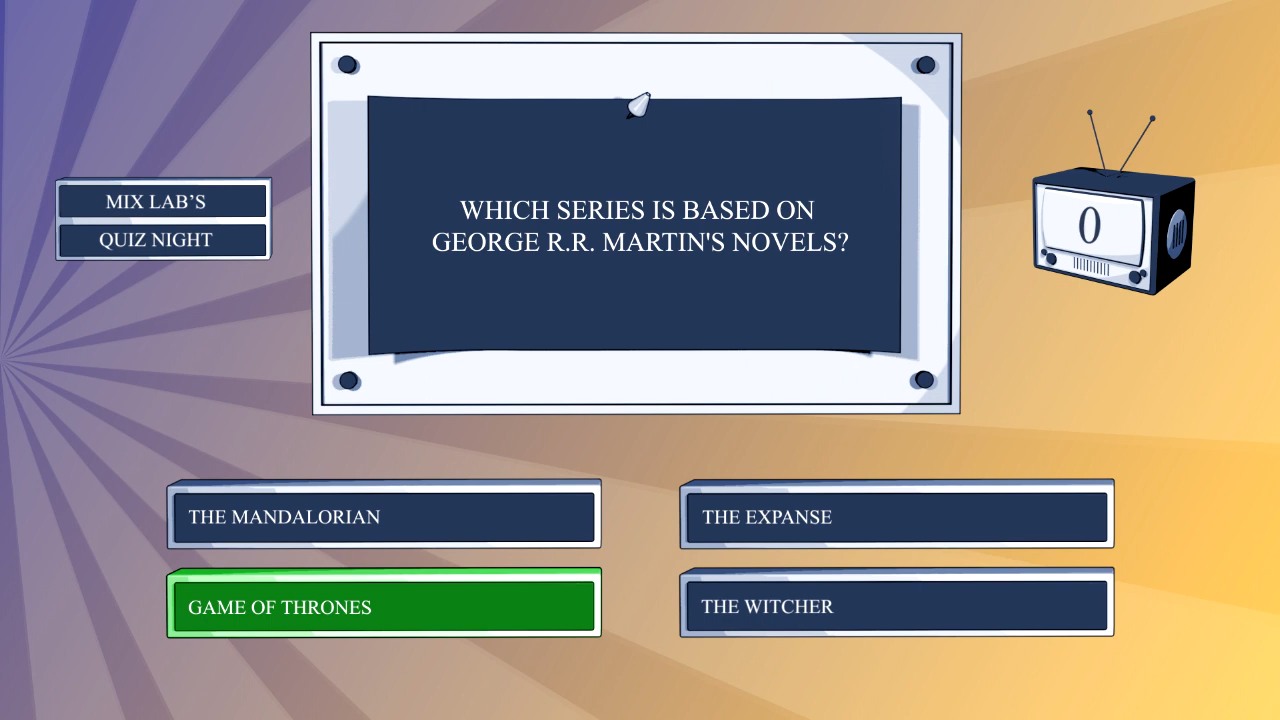 MIX LAB'S
QUIZ NIGHT
WHICH SERIES IS BASED ON
GEORGE R.R. MARTIN'S NOVELS?
0
THE MANDALORIAN
THE EXPANSE
GAME OF THRONES
THE WITCHER